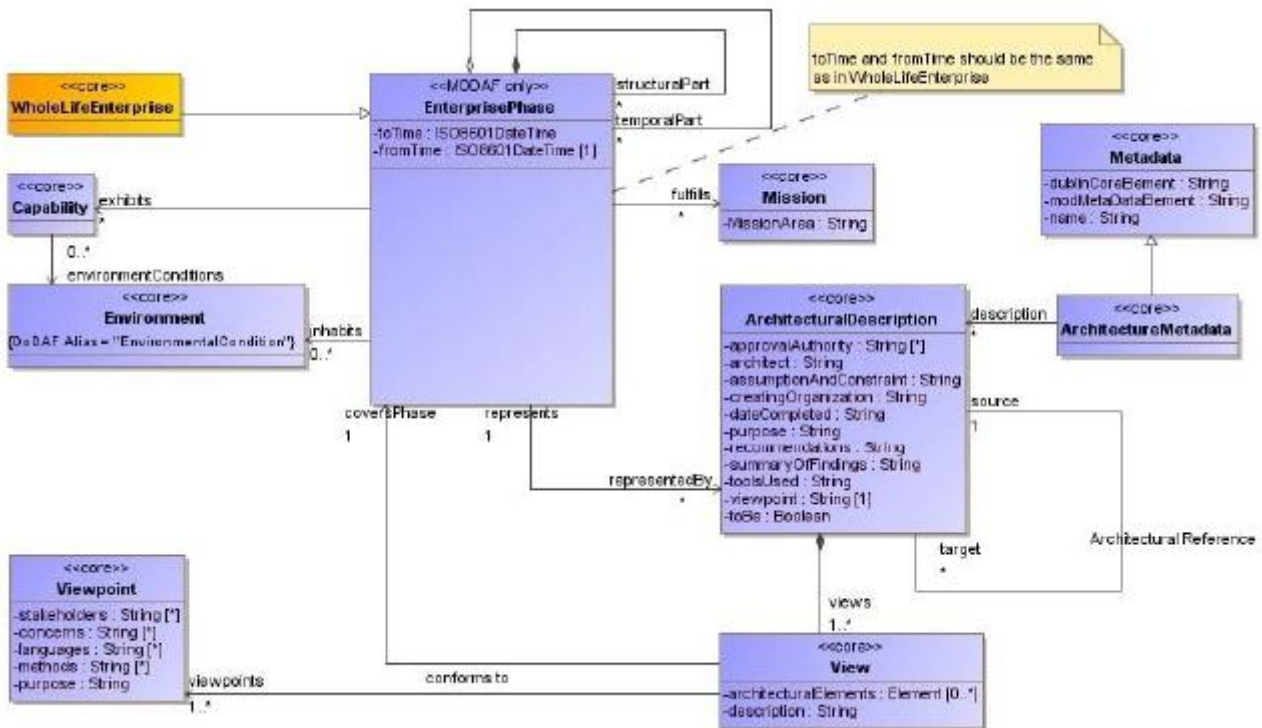 <<core>>
WholeLifeEnterprise
<<MODAF only>>
EnterprisePhase
-toTime : ISO8601DateTime
-fromTime : ISO8601DateTime [1]
structuralPart
*
temporalPart
*
toTime and fromTime should be the same
as in WholeLifeEnterprise
<<core>>
Capability
exhibits
*
0..*
environmentConditions
<<core>>
Environment
{DoDAF Alias = "EnvironmentalCondition"}
inhabits
0..*
fulfills
*
<<core>>
Mission
-MissionArea : String
<<core>>
Metadata
-dublinCoreElement : String
-modMetaDataElement : String
-name : String
<<core>>
ArchitectureMetadata
description
*
<<core>>
ArchitecturalDescription
-approvalAuthority : String [*]
-architect : String
-assumptionAndConstraint : String
-creatingOrganization : String
-dateCompleted : String
-purpose : String
-recommendations : String
-summaryOfFindings : String
-toolsUsed : String
-viewpoint : String [1]
-toBe : Boolean
source
1
target
*
Architectural Reference
coversPhase
1
represents
1
representedBy
*
views
1..*
<<core>>
Viewpoint
-stakeholders : String [*]
-concerns : String [*]
-languages : String [*]
-methods : String [*]
-purpose : String
viewpoints
1..*
conforms to
<<core>>
View
-architecturalElements : Element [0..*]
-description : String